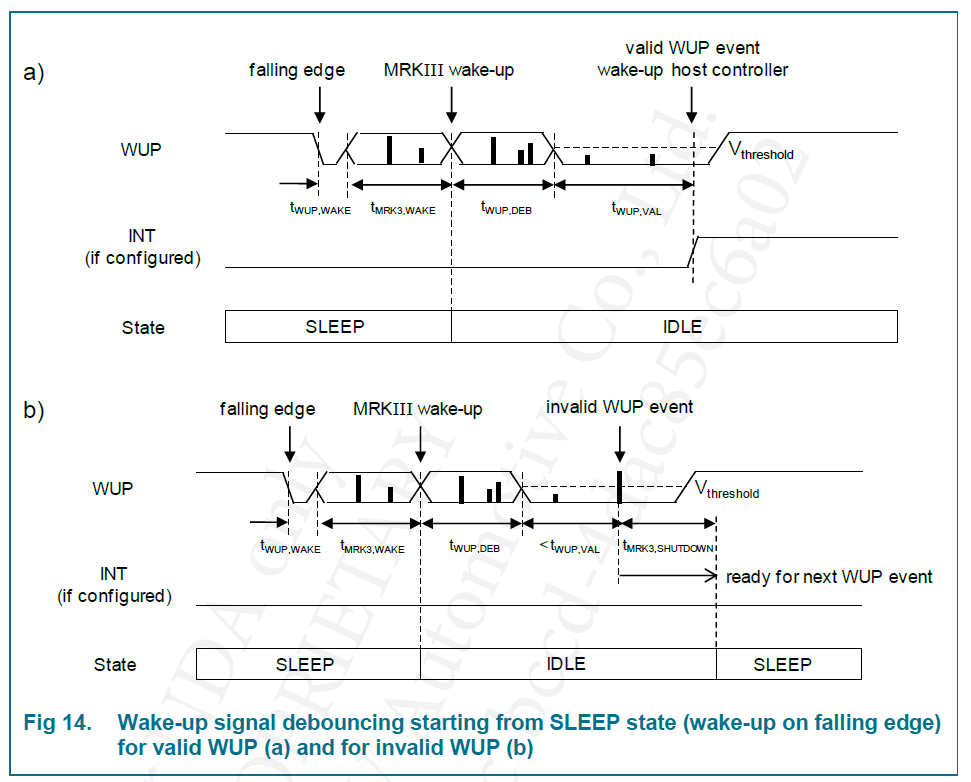 a)
falling edge
MRKIII wake-up
valid WUP event
wake-up host controller
WUP
Vthreshold
tWUP,WAKE
tMRK3,WAKE
tWUP,DEB
tWUP,VAL
INT
(if configured)
State
SLEEP
IDLE
b)
falling edge
MRKIII wake-up
invalid WUP event
WUP
Vthreshold
tWUP,WAKE
tMRK3,WAKE
tWUP,DEB
< tWUP,VAL
tMRK3,SHUTDOWN
INT
(if configured)
ready for next WUP event
State
SLEEP
IDLE
SLEEP
Fig 14. Wake-up signal debouncing starting from SLEEP state (wake-up on falling edge)
for valid WUP (a) and for invalid WUP (b)
only
Automotive Co., Ltd.